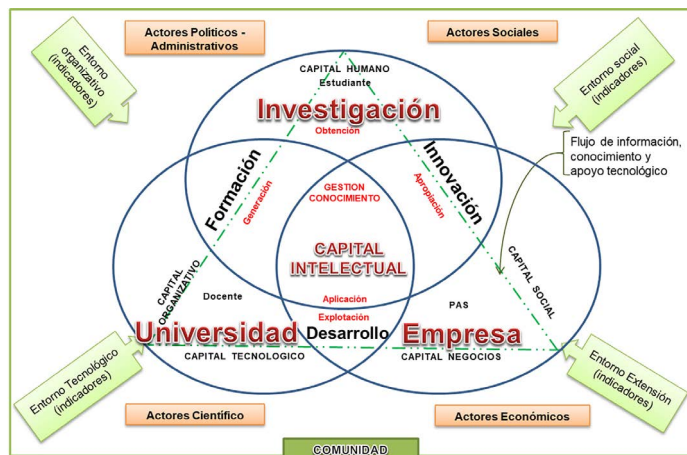 Actores Politicos -
Administrativos
Actores Sociales
Entorno
organizativo
(indicadores)
Entorno social
(indicadores)
CAPITAL HUMANO
Estudiante
Investigación
Obtención
Flujo de información,
conocimiento y
apoyo tecnológico
Formación
Generación
GESTION
CONOCIMIENTO
Apropiación
Innovación
CAPITAL
INTELECTUAL
CAPITAL
ORGANIZATIVO
CAPITAL SOCIAL
Docente
Aplicación
PAS
Explotación
Universidad
Desarrollo
Empresa
CAPITAL TECNOLOGICO
CAPITAL NEGOCIOS
Entorno Tecnológico
(indicadores)
Entorno Extensión
(indicadores)
Actores Científico
Actores Económicos
COMUNIDAD